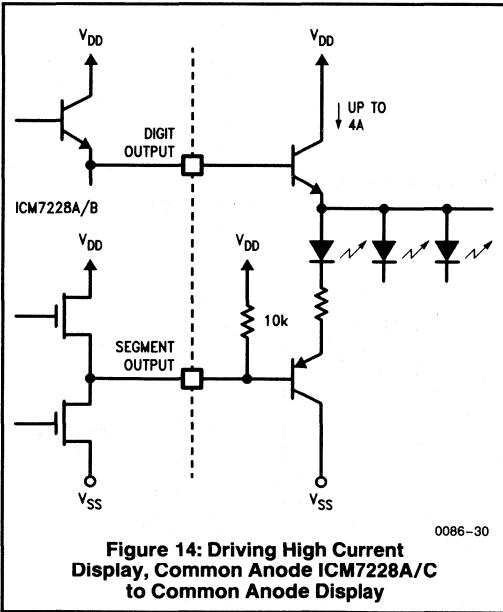 VDD
VDD
DIGIT
OUTPUT
UP TO
4A
ICM7228A/B
VDD
VDD
10k
SEGMENT
OUTPUT
VSS
VSS
0086-30
Figure 14: Driving High Current
Display, Common Anode ICM7228A/C
to Common Anode Display